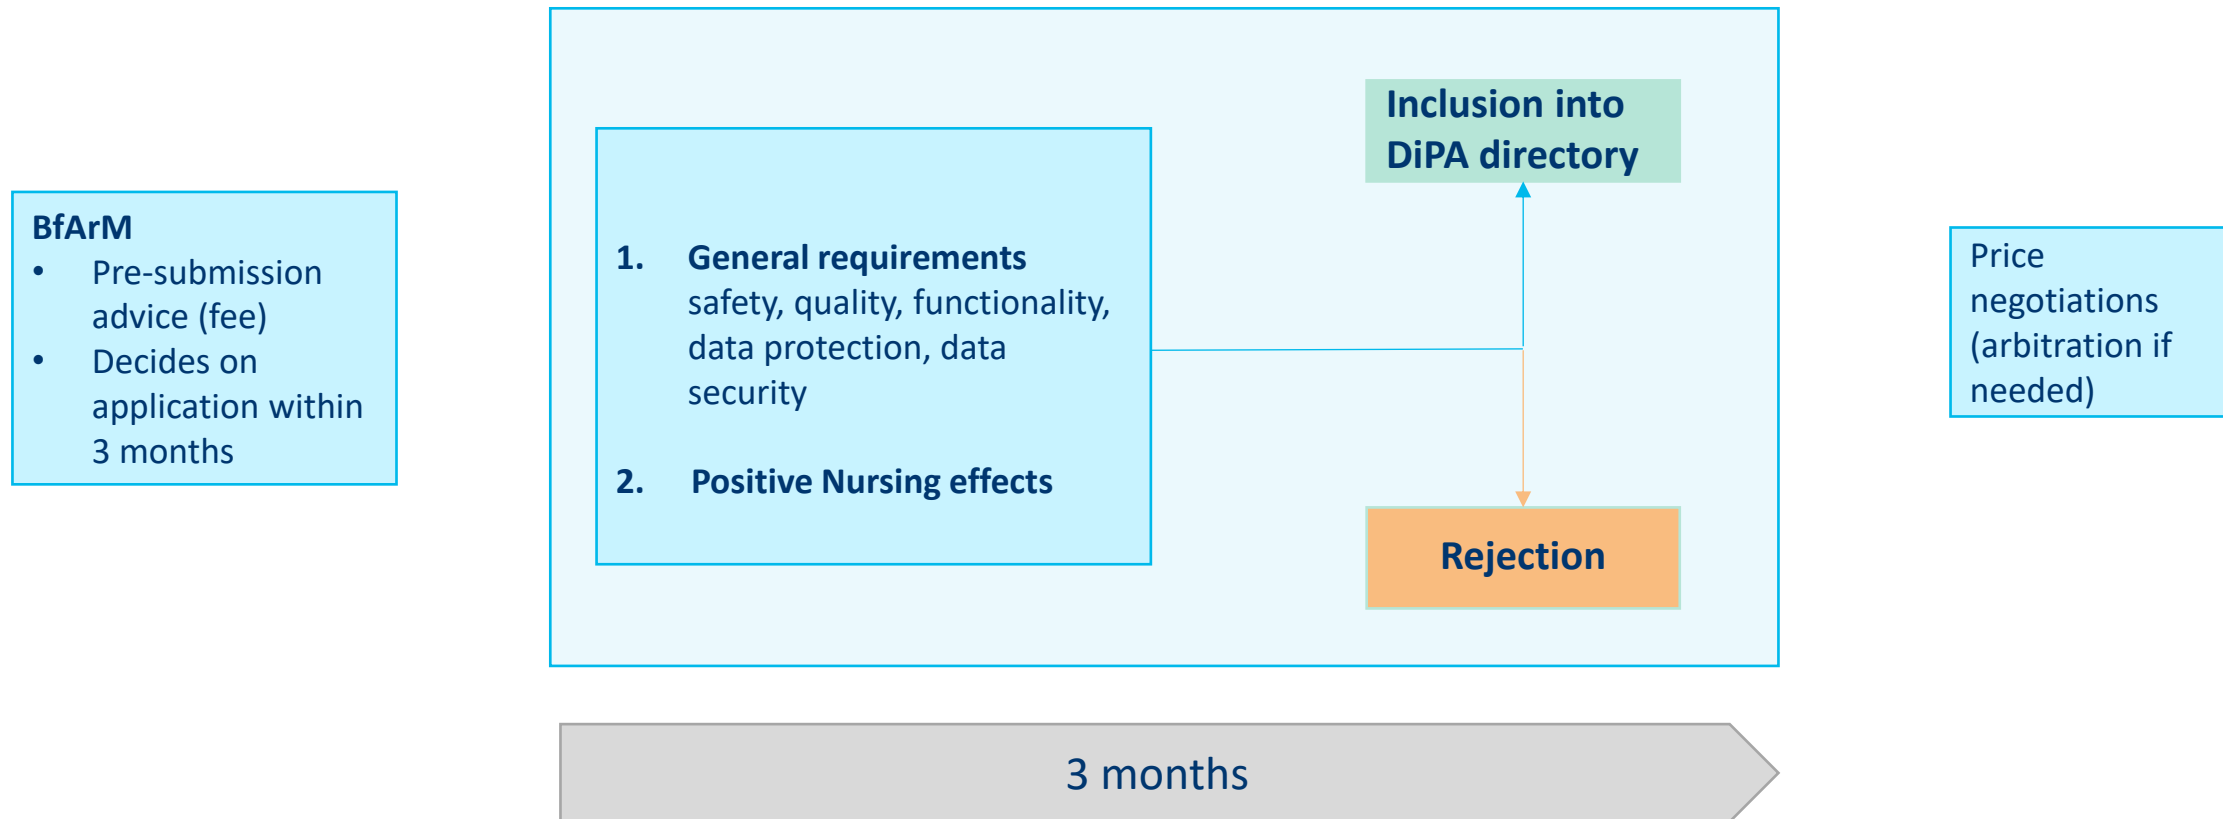 BfArM
• Pre-submission
advice (fee)
• Decides on
application within
3 months
1. General requirements
safety, quality, functionality,
data protection, data
security
2. Positive Nursing effects
Inclusion into
DiPA directory
Rejection
Price
negotiations
(arbitration if
needed)
3 months